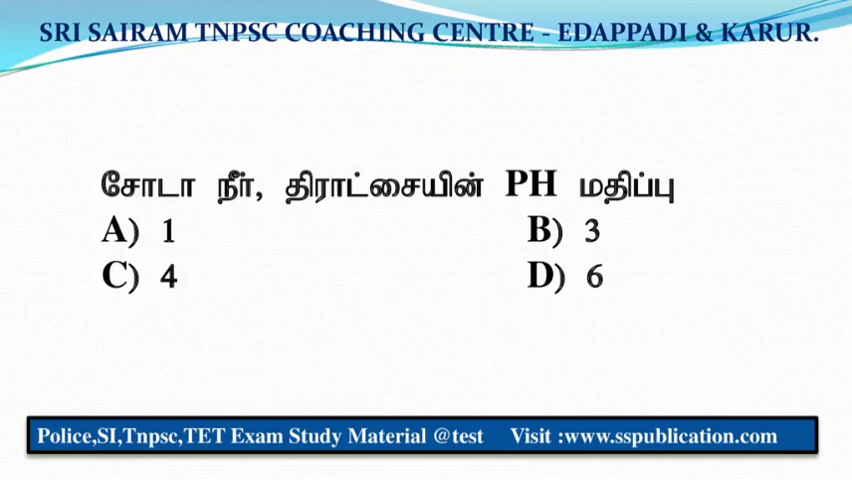 SRI SAIRAM TNPSC COACHING CENTRE - EDAPPADI & KARUR.
சோடா நீர், திராட்சையின் PH மதிப்பு
A) 1 B) 3
C) 4 D) 6
Police,SI,Tnpsc,TET Exam Study Material @test Visit :www.sspublication.com